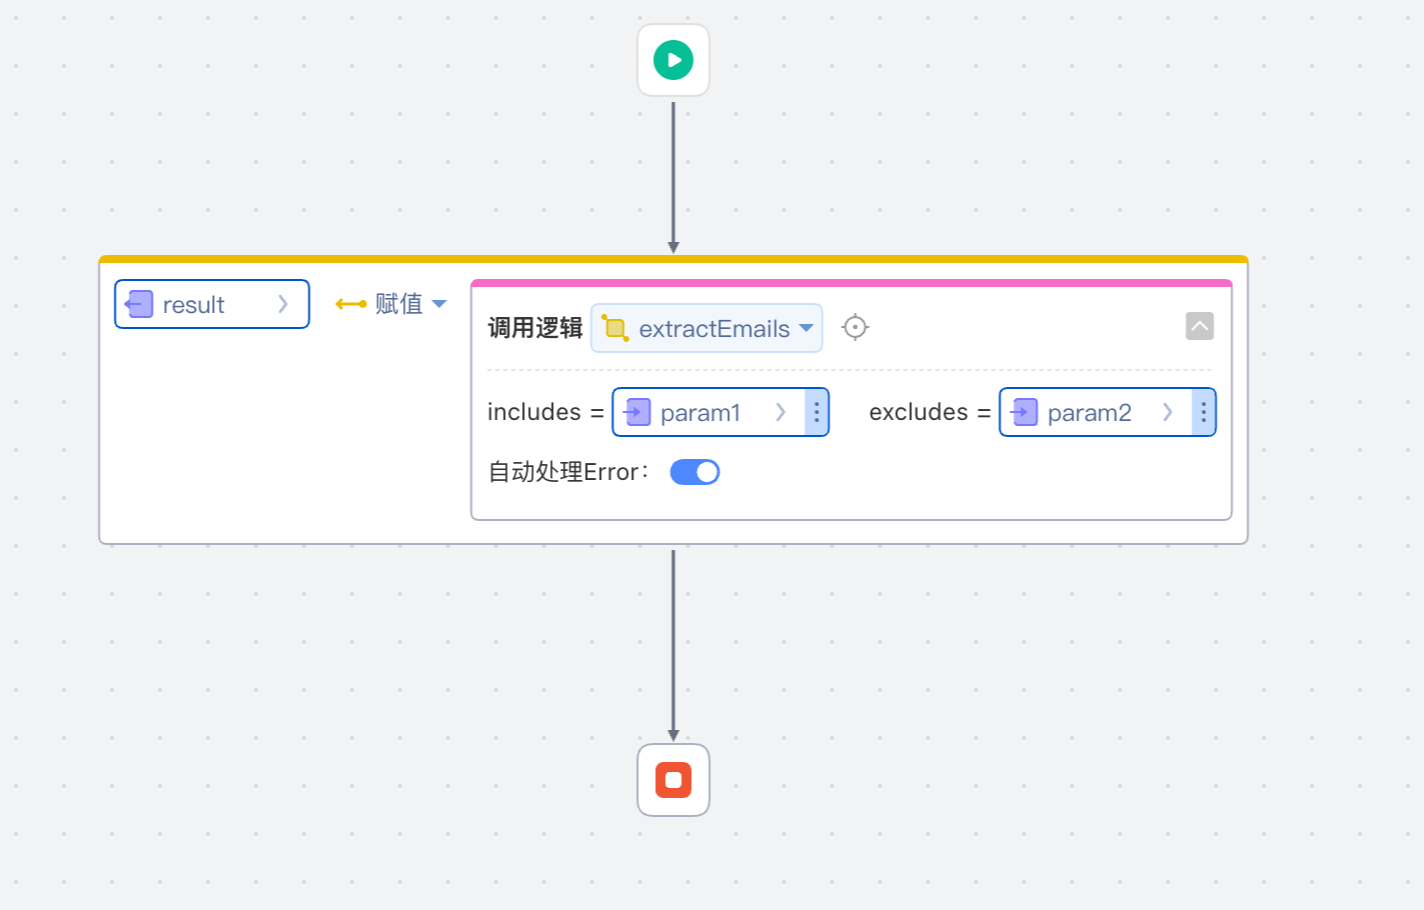 result 赋值
调用逻辑 extractEmails
includes = param1 excludes = param2
自动处理Error：